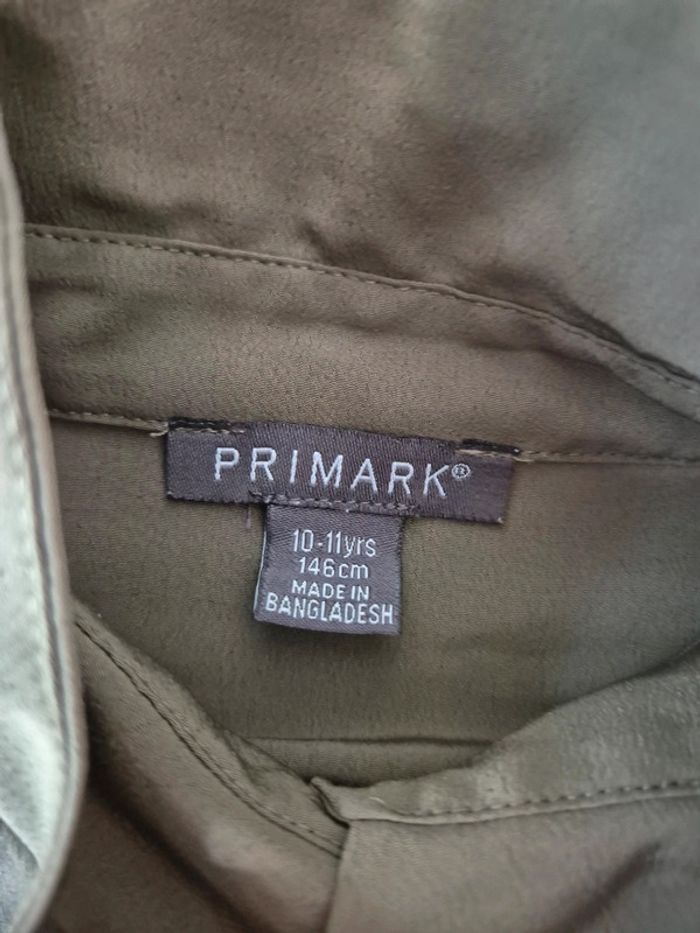 PRIMARK®
10-11yrs
146cm
MADE IN
BANGLADESH